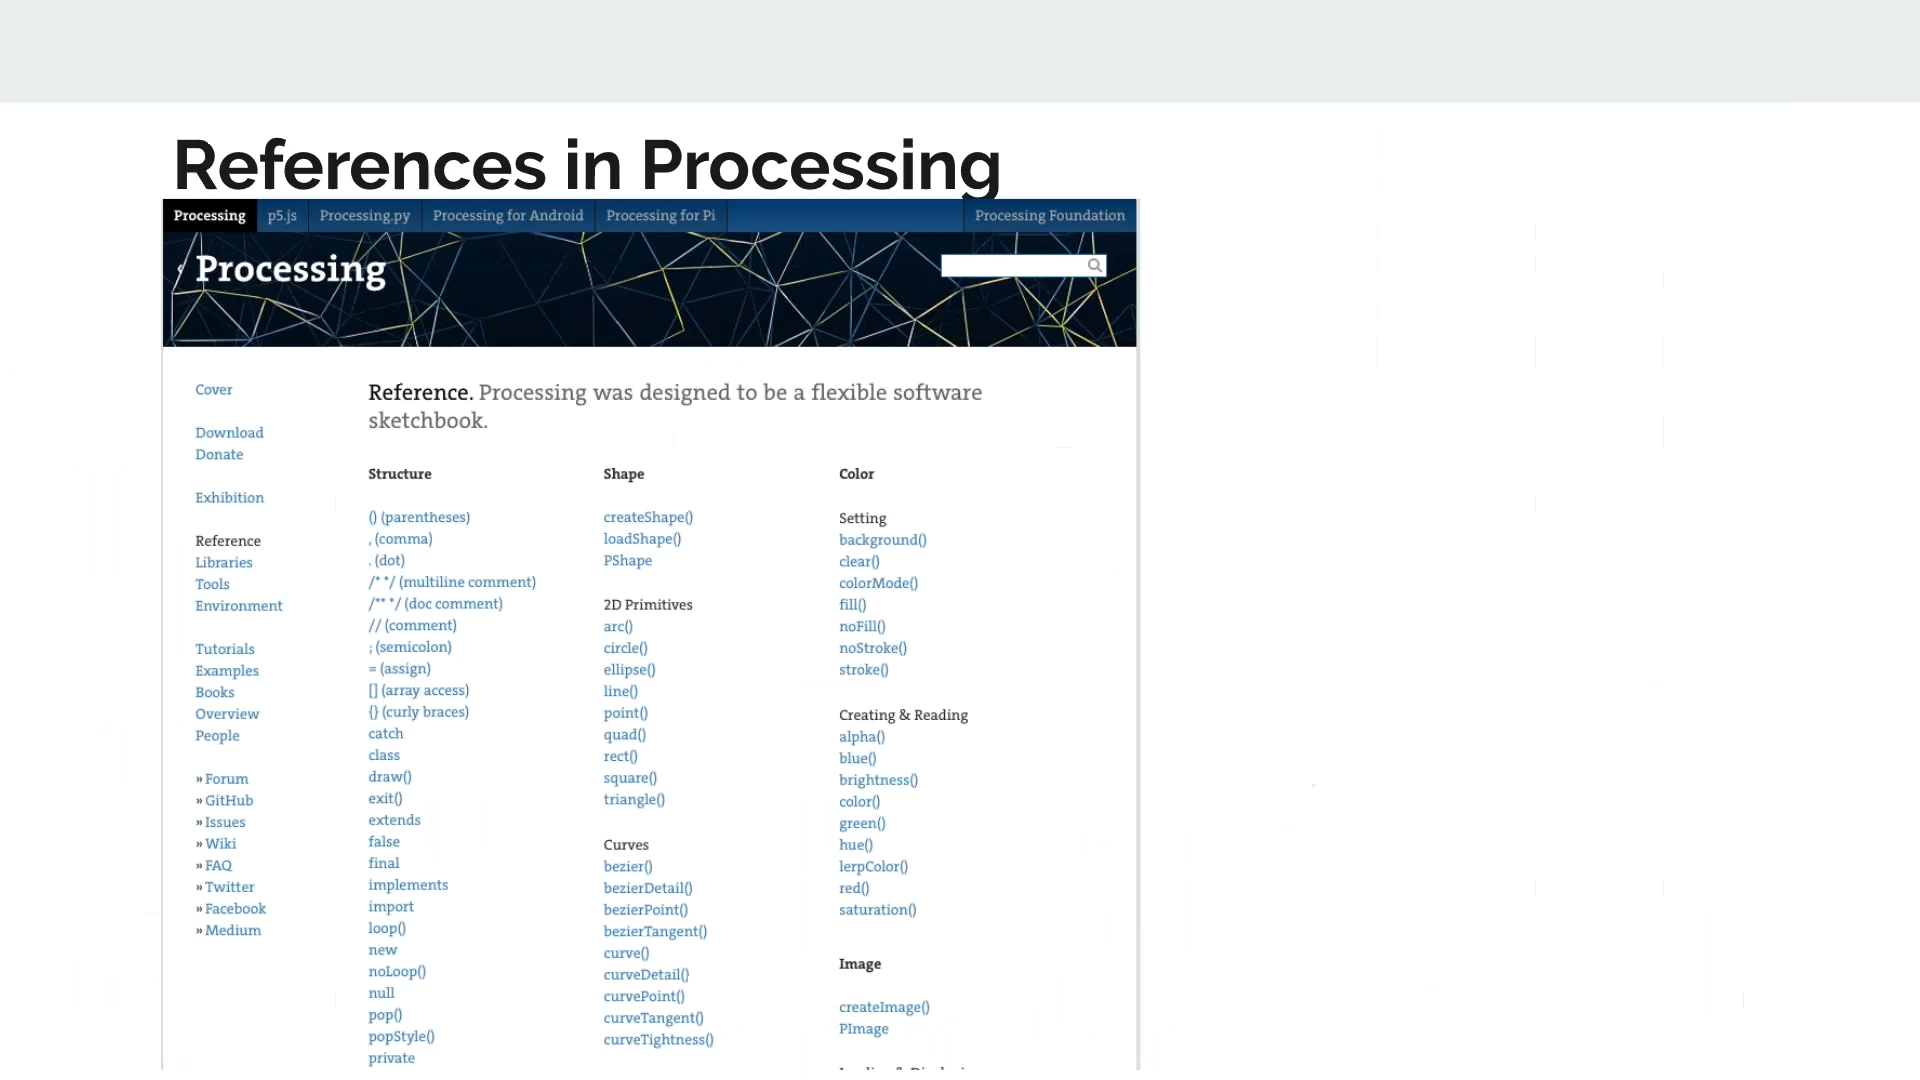 References in Processing
Processing
p5.js
Processing.py
Processing for Android
Processing for Pi
Processing Foundation
Processing
Cover
Download
Donate
Exhibition
Reference
Libraries
Tools
Environment
Tutorials
Examples
Books
Overview
People
» Forum
» GitHub
» Issues
» Wiki
» FAQ
» Twitter
» Facebook
» Medium
Reference. Processing was designed to be a flexible software
sketchbook.
Structure
() (parentheses)
, (comma)
. (dot)
/* */ (multiline comment)
/** */ (doc comment)
// (comment)
; (semicolon)
= (assign)
[] (array access)
{} (curly braces)
catch
class
draw()
exit()
extends
false
final
implements
import
loop()
new
noLoop()
null
pop()
popStyle()
private
Shape
createShape()
loadShape()
PShape
2D Primitives
arc()
circle()
ellipse()
line()
point()
quad()
rect()
square()
triangle()
Curves
bezier()
bezierDetail()
bezierPoint()
bezierTangent()
curve()
curveDetail()
curvePoint()
curveTangent()
curveTightness()
Color
Setting
background()
clear()
colorMode()
fill()
noFill()
noStroke()
stroke()
Creating & Reading
alpha()
blue()
brightness()
color()
green()
hue()
lerpColor()
red()
saturation()
Image
createImage()
PImage